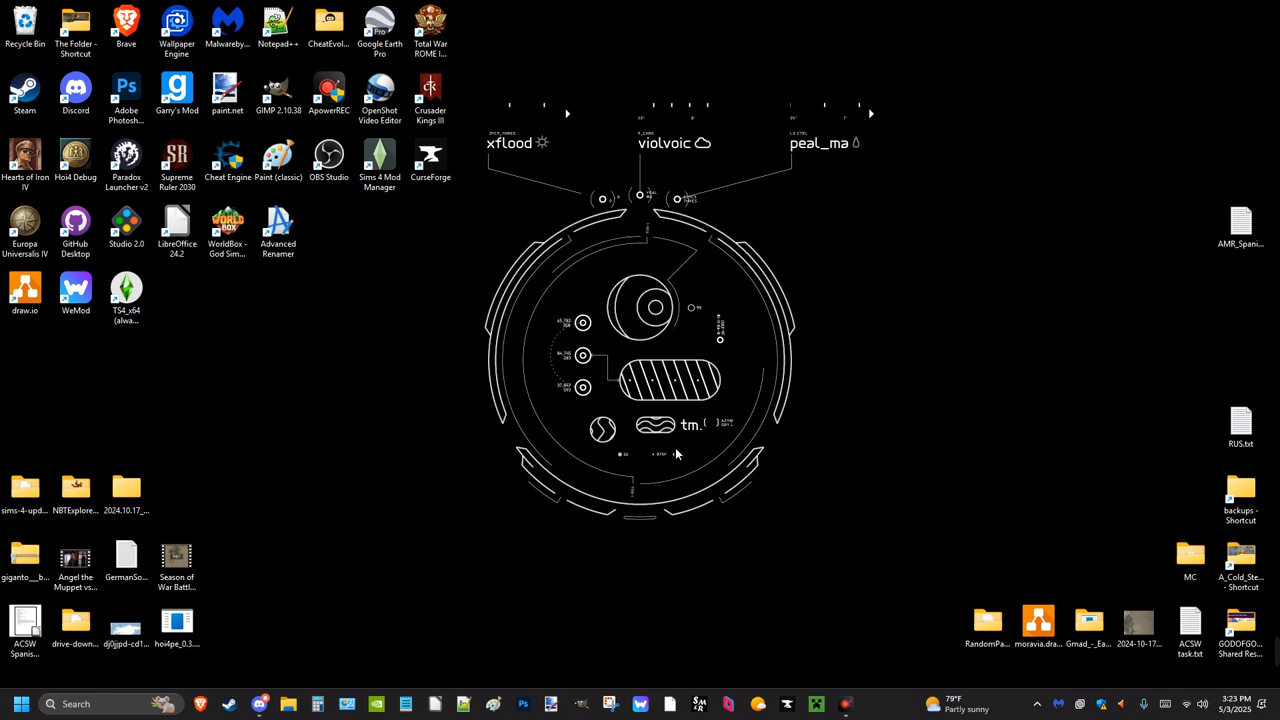 Recycle Bin
The Folder -
Shortcut
Brave
Wallpaper
Engine
Malwareby...
Notepad++
CheatEvol...
Google Earth
Pro
Total War
ROME I...
Steam
Discord
Adobe
Photosh...
Garry's Mod
paint.net
GIMP 2.10.38
ApowerREC
OpenShot
Video Editor
Crusader
Kings III
Hearts of Iron
IV
Hoi4 Debug
Paradox
Launcher v2
Supreme
Ruler 2030
Cheat Engine
Paint (classic)
OBS Studio
Sims 4 Mod
Manager
CurseForge
Europa
Universalis IV
GitHub
Desktop
Studio 2.0
LibreOffice
24.2
WorldBox -
God Sim...
Advanced
Renamer
draw.io
WeMod
TS4_x64
(alwa...
xflood
violvoic
peal_ma
tm.
AMR_Spani...
RUS.txt
backups -
Shortcut
sims-4-upd...
NBTExplore...
2024.10.17_...
giganto___b...
Angel the
Muppet vs...
GermanSo...
Season of
War Battl...
MC
A_Cold_Ste...
- Shortcut
ACSW
Spanis...
drive-down...
dj0jjpd-cd1...
hoi4pe_0.3....
RandomPa...
moravia.dra...
Gmad_-_Ea...
2024-10-17...
ACSW
task.txt
GODOFGO...
Shared Res...
Search
79°F
Partly sunny
3:23 PM
5/3/2025